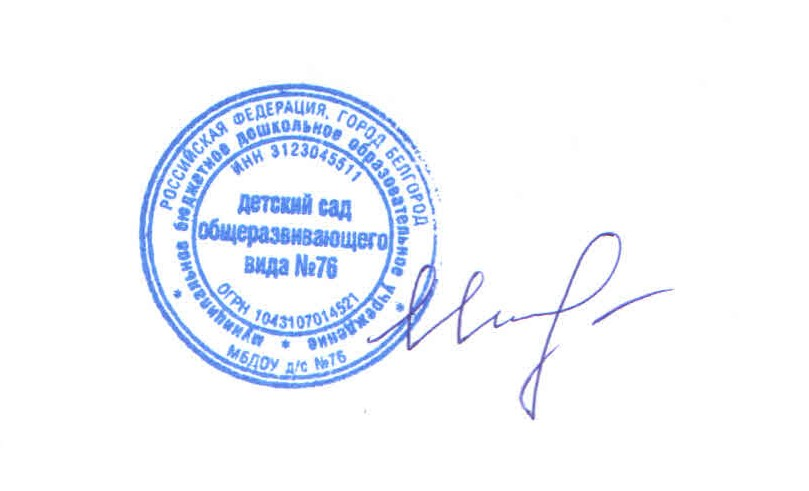 РОССИЙСКАЯ ФЕДЕРАЦИЯ, ГОРОД БЕЛГОРОД
муниципальное бюджетное дошкольное образовательное учреждение
ИНН 3123045511
детский сад
общеразвивающего
вида №76
ОГРН 1043107014521
МБДОУ д/с №76